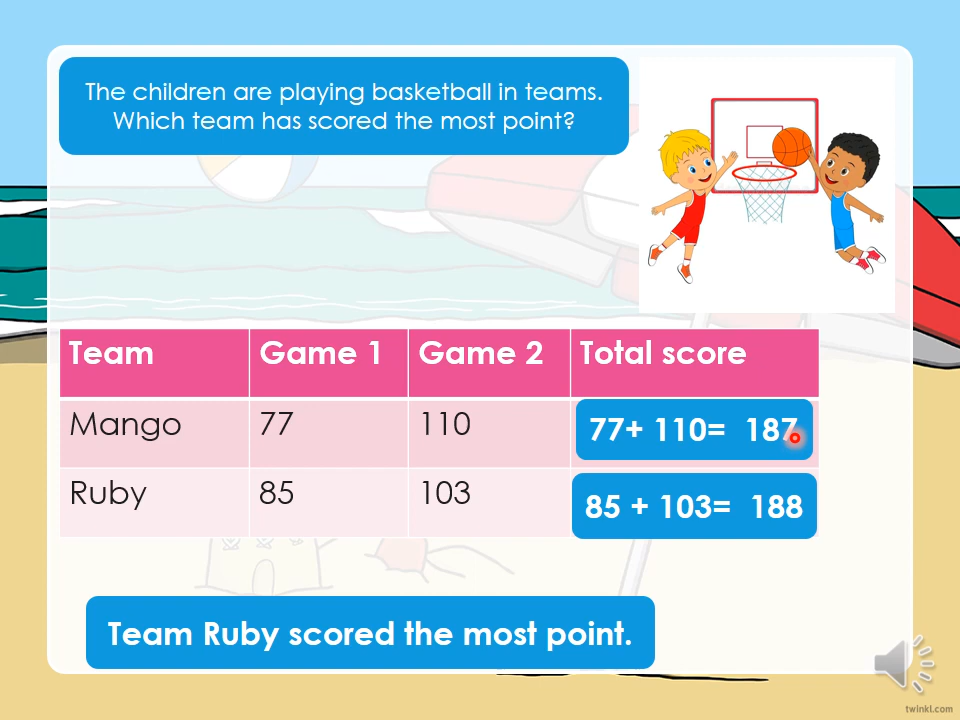 The children are playing basketball in teams.
Which team has scored the most point?
Team Game 1 Game 2 Total score
Mango 77 110 77+ 110= 187
Ruby 85 103 85 + 103= 188
Team Ruby scored the most point.
twinkl.com